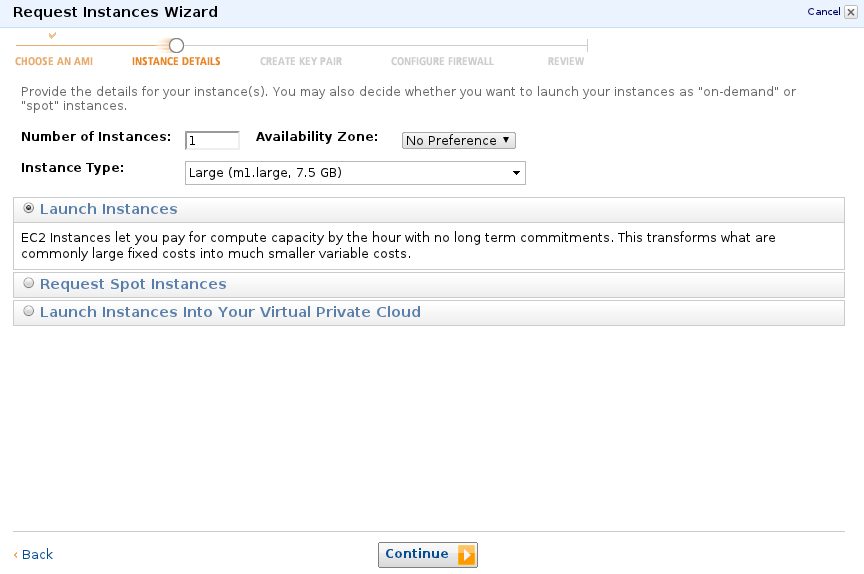 Request Instances Wizard
Cancel
CHOOSE AN AMI
INSTANCE DETAILS
CREATE KEY PAIR
CONFIGURE FIREWALL
REVIEW
Provide the details for your instance(s). You may also decide whether you want to launch your instances as "on-demand" or
"spot" instances.
Number of Instances: 1 Availability Zone: No Preference
Instance Type: Large (m1.large, 7.5 GB)
Launch Instances
EC2 Instances let you pay for compute capacity by the hour with no long term commitments. This transforms what are
commonly large fixed costs into much smaller variable costs.
Request Spot Instances
Launch Instances Into Your Virtual Private Cloud
‹ Back
Continue